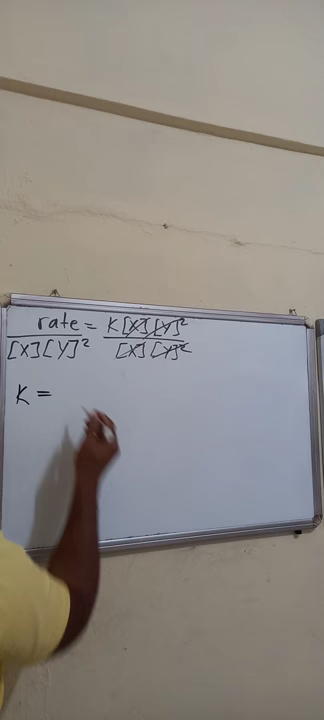 rate = K[X][Y]²
[X][Y]² [X][Y]²
K =